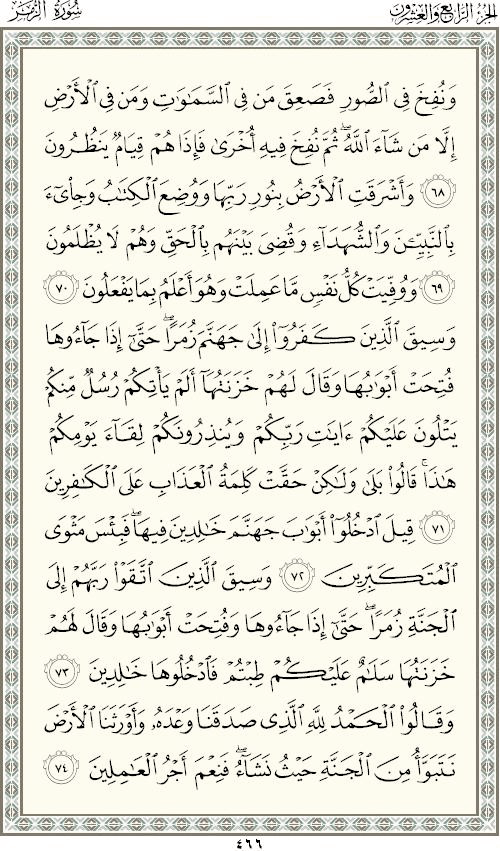 سُورَةُ الزُّمَرِ الجُزءُ الرَّابِعُ وَالعِشْرُونَ
وَنُفِخَ فِى ٱلصُّورِ فَصَعِقَ مَن فِى ٱلسَّمَٰوَٰتِ وَمَن فِى ٱلْأَرْضِ
إِلَّا مَن شَآءَ ٱللَّهُ ۖ ثُمَّ نُفِخَ فِيهِ أُخْرَىٰ فَإِذَا هُمْ قِيَامٌ يَنظُرُونَ
٦٨ وَأَشْرَقَتِ ٱلْأَرْضُ بِنُورِ رَبِّهَا وَوُضِعَ ٱلْكِتَٰبُ وَجِا۟ىٓءَ
بِٱلنَّبِيِّۦنَ وَٱلشُّهَدَآءِ وَقُضِىَ بَيْنَهُم بِٱلْحَقِّ وَهُمْ لَا يُظْلَمُونَ
٦٩ وَوُفِّيَتْ كُلُّ نَفْسٍ مَّا عَمِلَتْ وَهُوَ أَعْلَمُ بِمَا يَفْعَلُونَ ٧٠
وَسِيقَ ٱلَّذِينَ كَفَرُوٓا۟ إِلَىٰ جَهَنَّمَ زُمَرًا ۖ حَتَّىٰٓ إِذَا جَآءُوهَا
فُتِحَتْ أَبْوَٰبُهَا وَقَالَ لَهُمْ خَزَنَتُهَآ أَلَمْ يَأْتِكُمْ رُسُلٌ مِّنكُمْ
يَتْلُونَ عَلَيْكُمْ ءَايَٰتِ رَبِّكُمْ وَيُنذِرُونَكُمْ لِقَآءَ يَوْمِكُمْ
هَٰذَا ۚ قَالُوا۟ بَلَىٰ وَلَٰكِنْ حَقَّتْ كَلِمَةُ ٱلْعَذَابِ عَلَى ٱلْكَٰفِرِينَ
٧١ قِيلَ ٱدْخُلُوٓا۟ أَبْوَٰبَ جَهَنَّمَ خَٰلِدِينَ فِيهَا ۖ فَبِئْسَ مَثْوَى
ٱلْمُتَكَبِّرِينَ ٧٢ وَسِيقَ ٱلَّذِينَ ٱتَّقَوْا۟ رَبَّهُمْ إِلَى
ٱلْجَنَّةِ زُمَرًا ۖ حَتَّىٰٓ إِذَا جَآءُوهَا وَفُتِحَتْ أَبْوَٰبُهَا وَقَالَ لَهُمْ
خَزَنَتُهَا سَلَٰمٌ عَلَيْكُمْ طِبْتُمْ فَٱدْخُلُوهَا خَٰلِدِينَ ٧٣
وَقَالُوا۟ ٱلْحَمْدُ لِلَّهِ ٱلَّذِى صَدَقَنَا وَعْدَهُۥ وَأَوْرَثَنَا ٱلْأَرْضَ
نَتَبَوَّأُ مِنَ ٱلْجَنَّةِ حَيْثُ نَشَآءُ ۖ فَنِعْمَ أَجْرُ ٱلْعَٰمِلِينَ ٧٤
٤٦٦